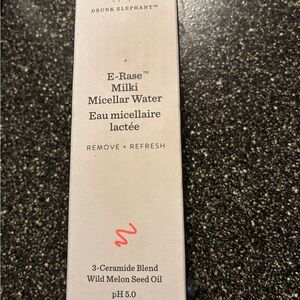 DRUNK ELEPHANT™
E-Rase™
Milki
Micellar Water
Eau micellaire
lactée
REMOVE + REFRESH
3-Ceramide Blend
Wild Melon Seed Oil
pH 5.0